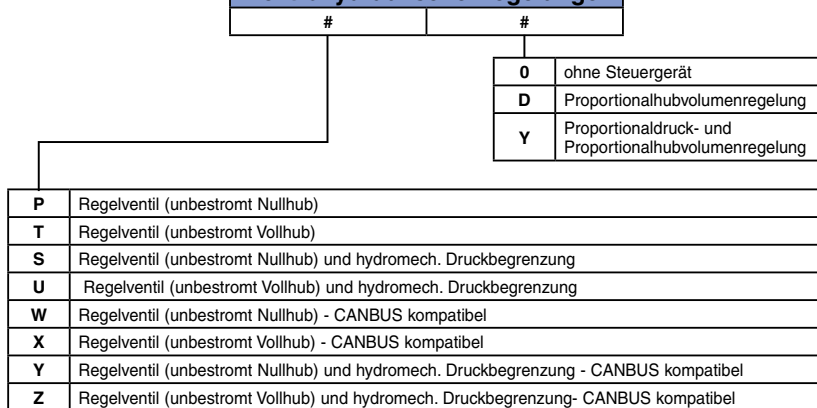 # #
0 ohne Steuergerät
D Proportionalhubvolumenregelung
Y Proportionaldruck- und
Proportionalhubvolumenregelung
P Regelventil (unbestromt Nullhub)
T Regelventil (unbestromt Vollhub)
S Regelventil (unbestromt Nullhub) und hydromech. Druckbegrenzung
U Regelventil (unbestromt Vollhub) und hydromech. Druckbegrenzung
W Regelventil (unbestromt Nullhub) - CANBUS kompatibel
X Regelventil (unbestromt Vollhub) - CANBUS kompatibel
Y Regelventil (unbestromt Nullhub) und hydromech. Druckbegrenzung - CANBUS kompatibel
Z Regelventil (unbestromt Vollhub) und hydromech. Druckbegrenzung- CANBUS kompatibel